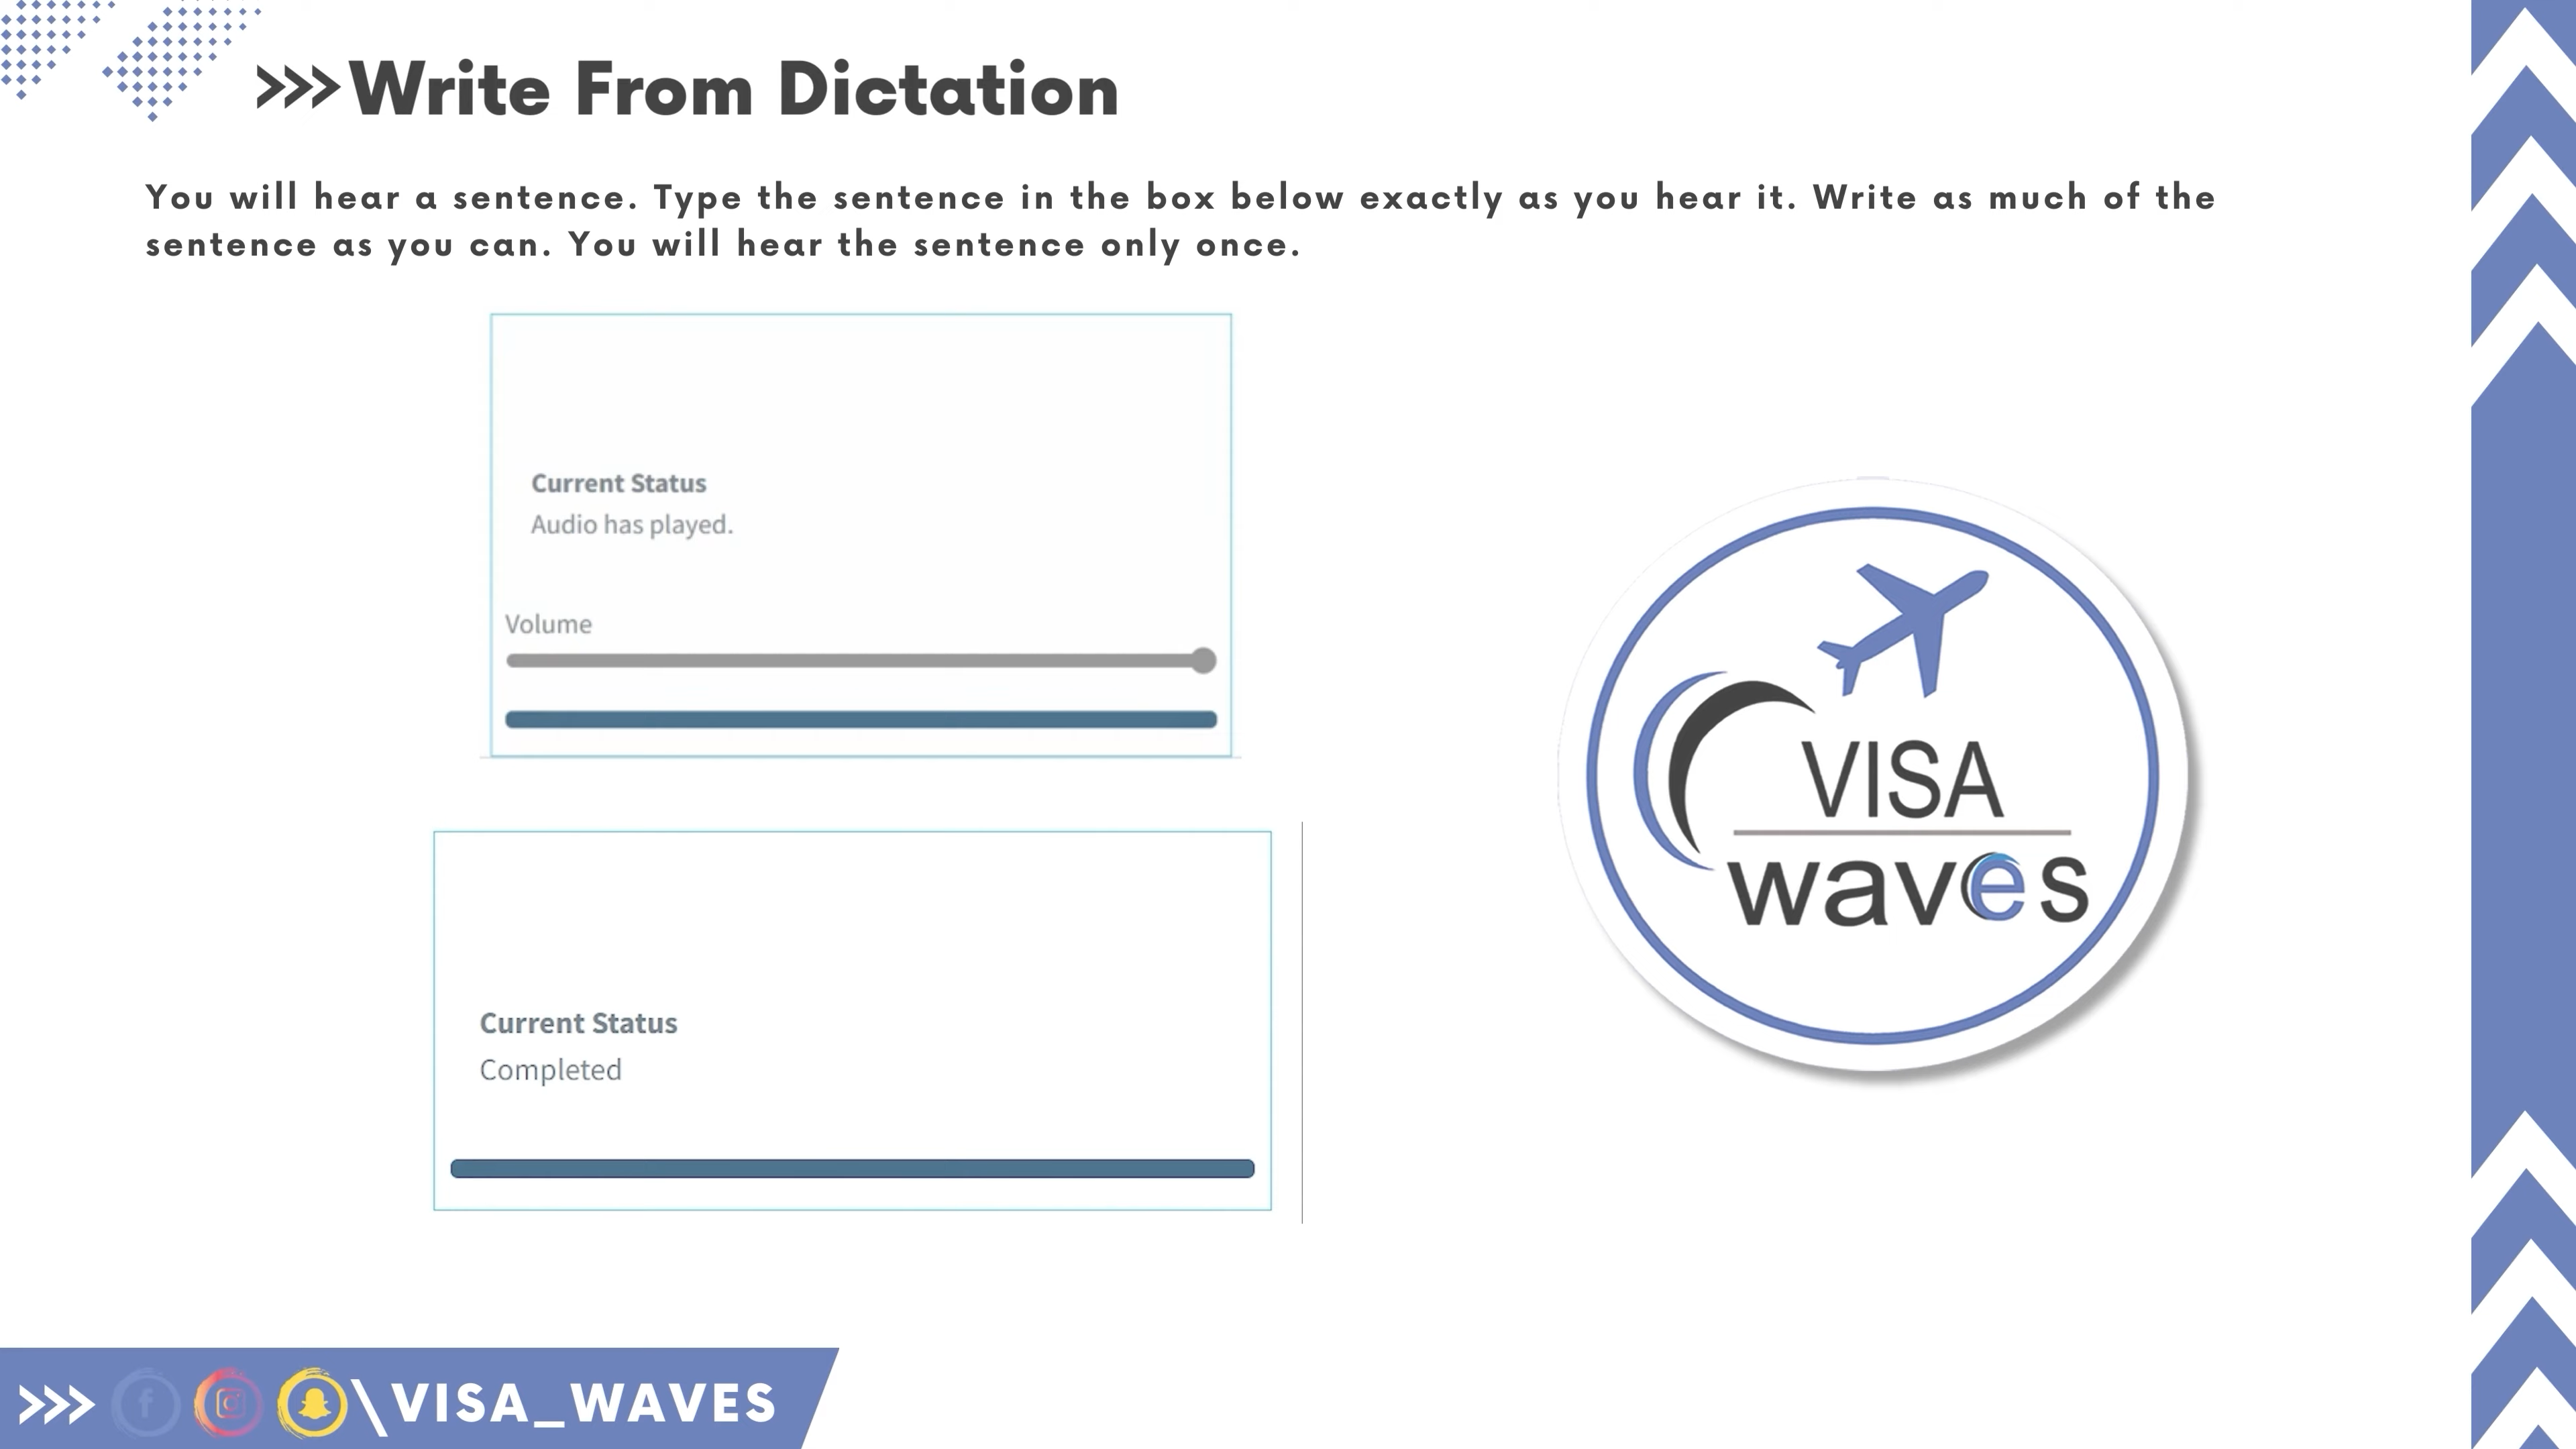 >>>Write From Dictation
You will hear a sentence. Type the sentence in the box below exactly as you hear it. Write as much of the
sentence as you can. You will hear the sentence only once.
Current Status
Audio has played.
Volume
VISA
waves
Current Status
Completed
>>> \VISA_WAVES